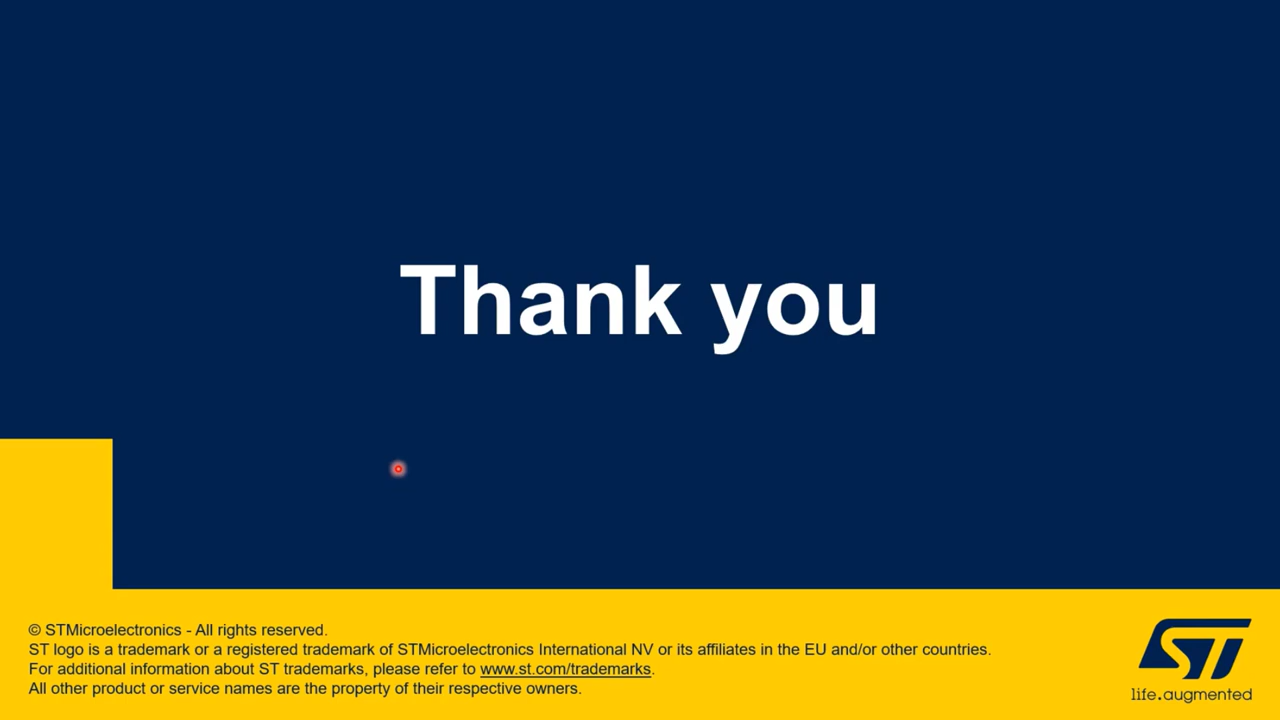 Thank you
© STMicroelectronics - All rights reserved.
ST logo is a trademark or a registered trademark of STMicroelectronics International NV or its affiliates in the EU and/or other countries.
For additional information about ST trademarks, please refer to www.st.com/trademarks.
All other product or service names are the property of their respective owners.
ST
life.augmented